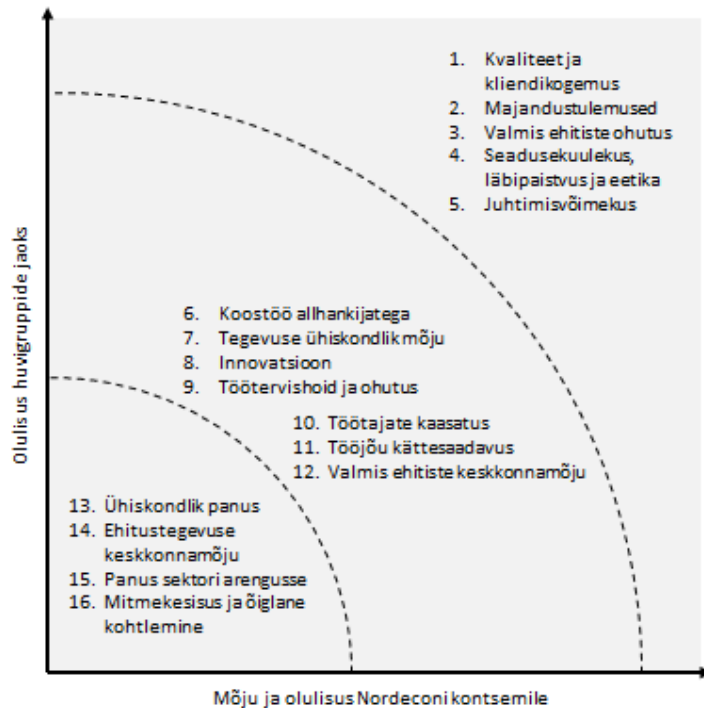 1. Kvaliteet ja
kliendikogemus
2. Majandustulemused
3. Valmis ehitiste ohutus
4. Seadusekuulekus,
läbipaistvus ja eetika
5. Juhtimisvõimekus
6. Koostöö allhankijatega
7. Tegevuse ühiskondlik mõju
8. Innovatsioon
9. Töötervishoid ja ohutus
10. Töötajate kaasatus
11. Tööjõu kättesaadavus
12. Valmis ehitiste keskkonnamõju
13. Ühiskondlik panus
14. Ehitustegevuse
keskkonnamõju
15. Panus sektori arengusse
16. Mitmekesisus ja õiglane
kohtlemine
Olulisus huvigruppide jaoks
Mõju ja olulisus Nordeconi kontsernile